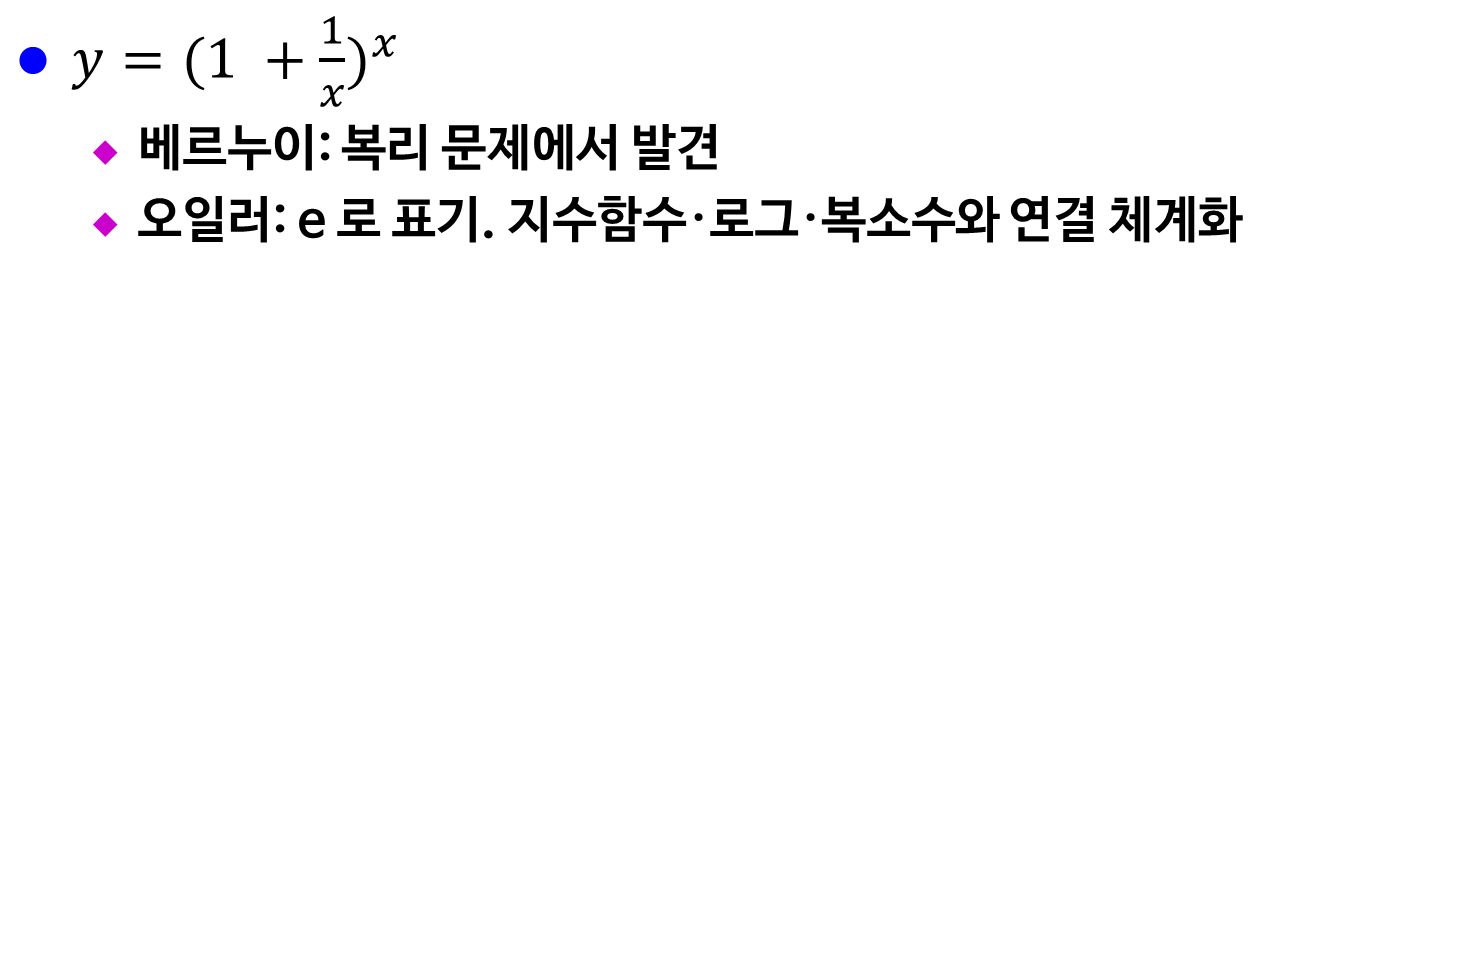 ● y = (1 + 1/x)^x
◆ 베르누이: 복리 문제에서 발견
◆ 오일러: e 로 표기. 지수함수·로그·복소수와 연결 체계화